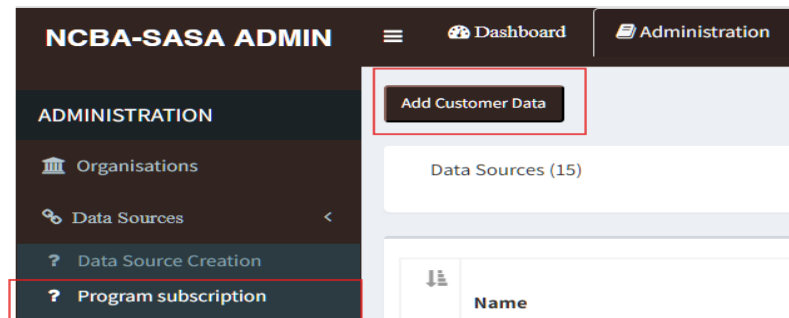 NCBA-SASA ADMIN
Dashboard
Administration
Add Customer Data
ADMINISTRATION
Organisations
Data Sources (15)
Data Sources <
? Data Source Creation
? Program subscription
Name